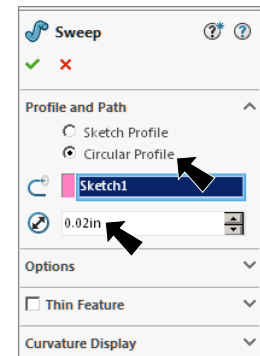 Sweep
Profile and Path
Sketch Profile
Circular Profile
Sketch1
0.02in
Options
Thin Feature
Curvature Display